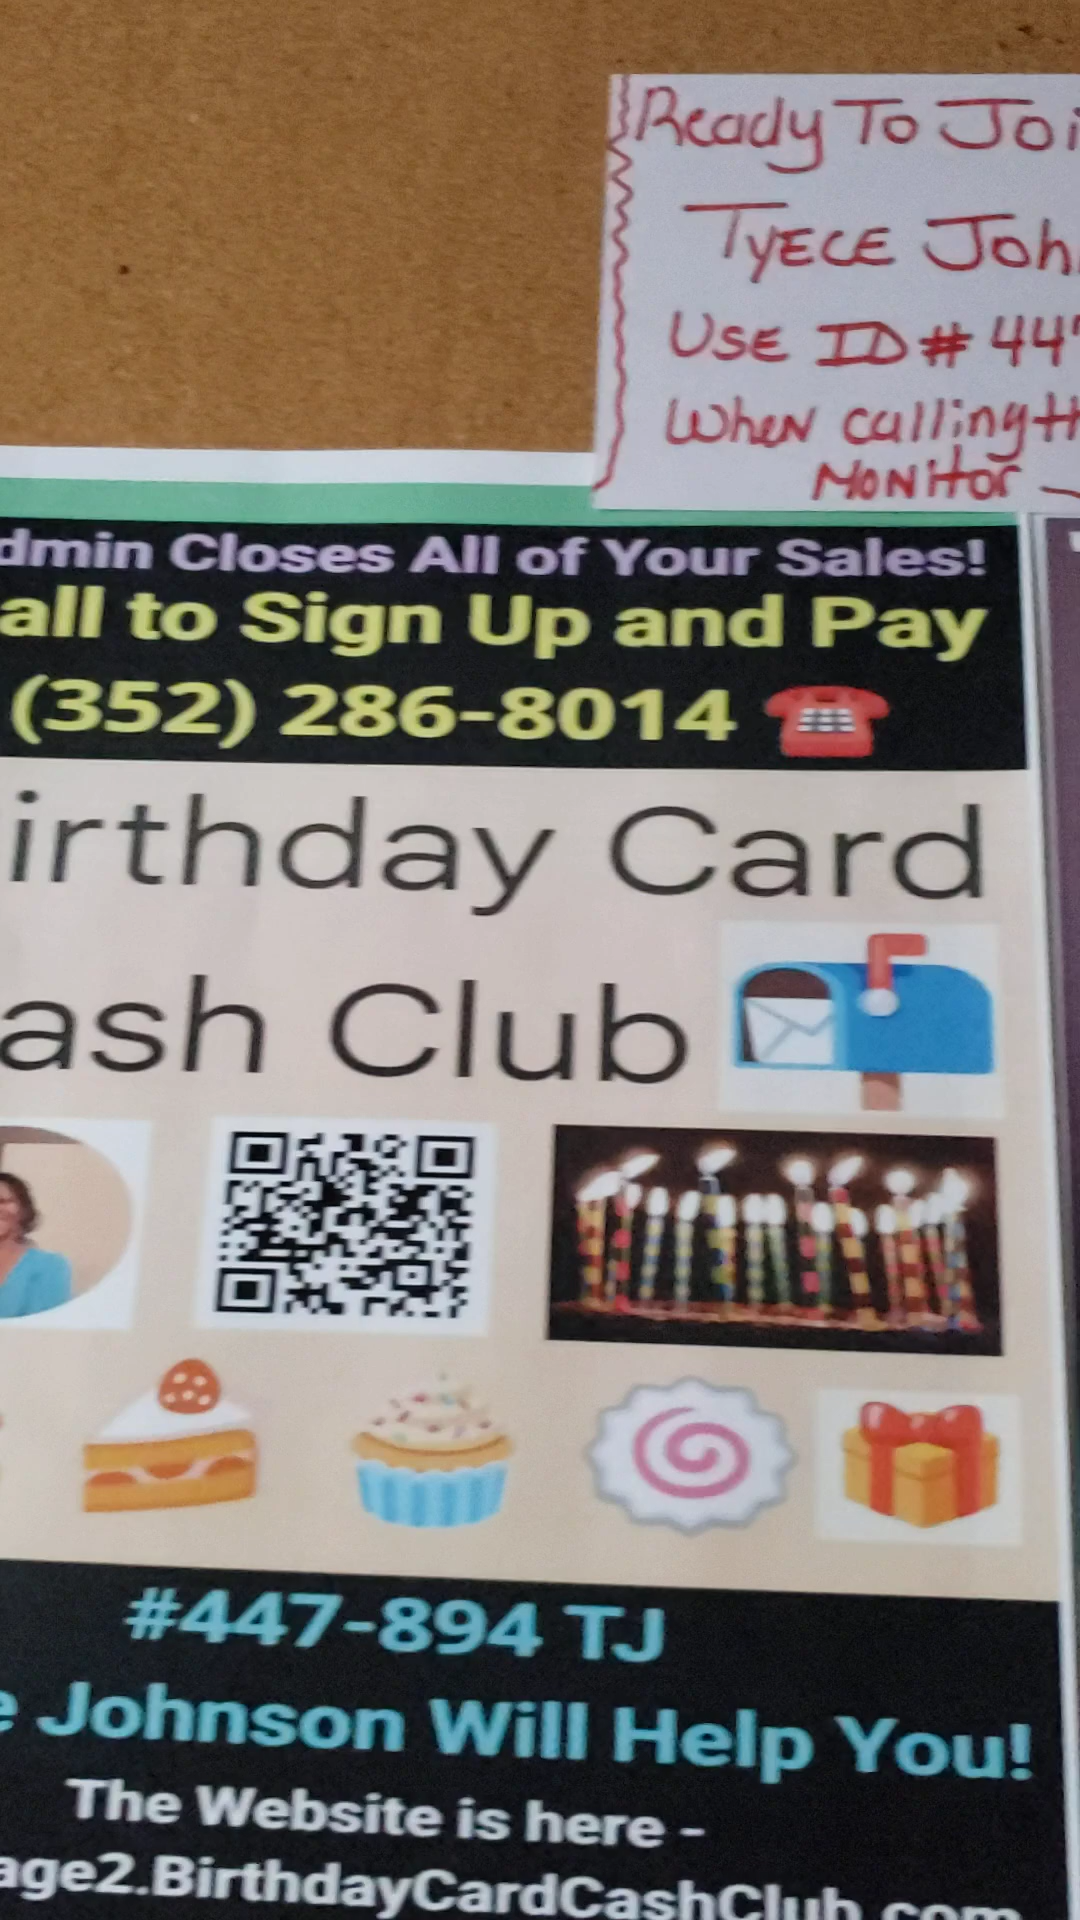 Ready To Joi
TyECE Joh
USE ID# 44
When calling th
MONitor
dmin Closes All of Your Sales!
all to Sign Up and Pay
(352) 286-8014
irthday Card
ash Club
#447-894 TJ
e Johnson Will Help You!
The Website is here -
age2.BirthdayCardCashClub.com